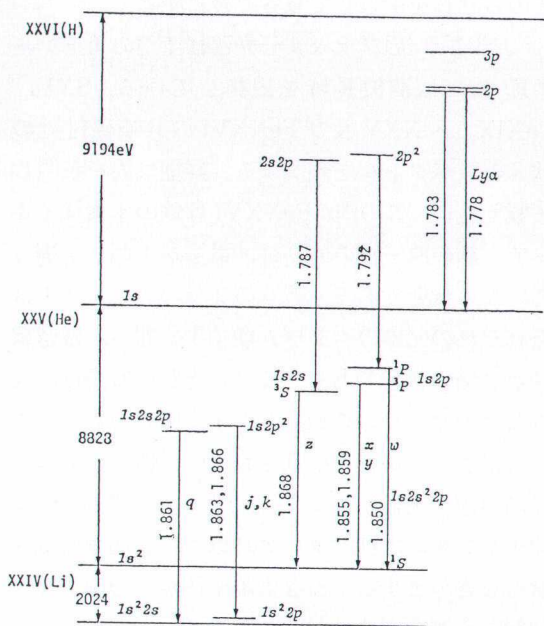 XXVI(H)
3p
2p
9194eV
2s2p
2p²
Lyα
1.787
1.792
1.783
1.778
1s
XXV(He)
¹P
1s2s
³P
1s2p
³S
1s2s2p
1s2p²
8828
z
x
y
w
1.861
q
1.863,1.866
j,k
1.868
1.855,1.859
1.850
1s2s²2p
1s²
¹S
XXIV(Li)
2024
1s²2s
1s²2p